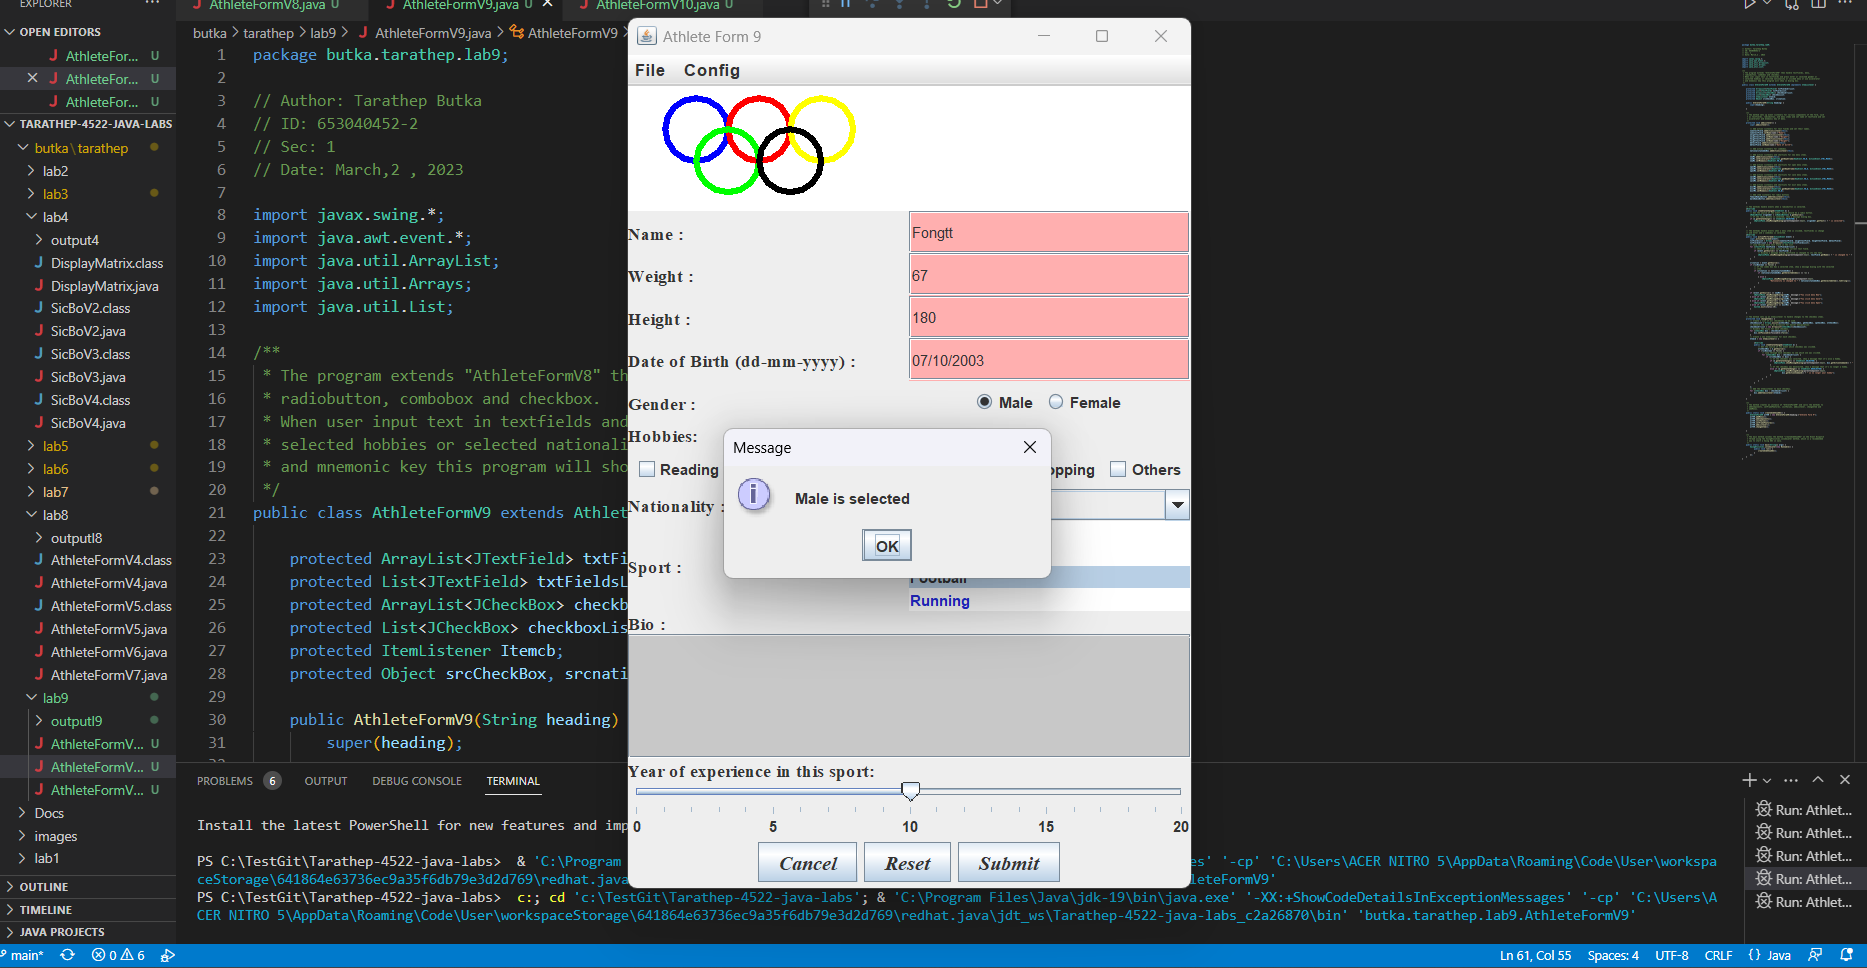 EXPLORER
AthleteFormV8.java U
AthleteFormV9.java U
AthleteFormV10.java U
OPEN EDITORS
AthleteFor... U
AthleteFor... U
AthleteFor... U
TARATHEP-4522-JAVA-LABS
butka\tarathep
lab2
lab3
lab4
output4
DisplayMatrix.class
DisplayMatrix.java
SicBoV2.class
SicBoV2.java
SicBoV3.class
SicBoV3.java
SicBoV4.class
SicBoV4.java
lab5
lab6
lab7
lab8
outputl8
AthleteFormV4.class
AthleteFormV4.java
AthleteFormV5.class
AthleteFormV5.java
AthleteFormV6.java
AthleteFormV7.java
lab9
outputl9
AthleteFormV... U
AthleteFormV... U
AthleteFormV... U
Docs
images
lab1
OUTLINE
TIMELINE
JAVA PROJECTS
butka > tarathep > lab9 > AthleteFormV9.java > AthleteFormV9 >
1 package butka.tarathep.lab9;
2
3 // Author: Tarathep Butka
4 // ID: 653040452-2
5 // Sec: 1
6 // Date: March,2 , 2023
7
8 import javax.swing.*;
9 import java.awt.event.*;
10 import java.util.ArrayList;
11 import java.util.Arrays;
12 import java.util.List;
13
14 /**
15 * The program extends "AthleteFormV8" th
16 * radiobutton, combobox and checkbox.
17 * When user input text in textfields and
18 * selected hobbies or selected nationali
19 * and mnemonic key this program will sho
20 */
21 public class AthleteFormV9 extends Athlet
22
23 protected ArrayList<JTextField> txtFi
24 protected List<JTextField> txtFieldsL
25 protected ArrayList<JCheckBox> checkb
26 protected List<JCheckBox> checkboxLis
27 protected ItemListener Itemcb;
28 protected Object srcCheckBox, srcnati
29
30 public AthleteFormV9(String heading)
31 super(heading);
Athlete Form 9
File Config
Name : Fongtt
Weight : 67
Height : 180
Date of Birth (dd-mm-yyyy) : 07/10/2003
Gender : Male Female
Hobbies:
Reading opping Others
Nationality :
Sport :
Football
Running
Bio :
Message
Male is selected
OK
Year of experience in this sport:
0 5 10 15 20
Cancel Reset Submit
PROBLEMS 6 OUTPUT DEBUG CONSOLE TERMINAL
Install the latest PowerShell for new features and imp
PS C:\TestGit\Tarathep-4522-java-labs> & 'C:\Program es' '-cp' 'C:\Users\ACER NITRO 5\AppData\Roaming\Code\User\workspa
ceStorage\641864e63736ec9a35f6db79e3d2d769\redhat.java leteFormV9'
PS C:\TestGit\Tarathep-4522-java-labs> c:; cd 'c:\TestGit\Tarathep-4522-java-labs'; & 'C:\Program Files\Java\jdk-19\bin\java.exe' '-XX:+ShowCodeDetailsInExceptionMessages' '-cp' 'C:\Users\A
CER NITRO 5\AppData\Roaming\Code\User\workspaceStorage\641864e63736ec9a35f6db79e3d2d769\redhat.java\jdt_ws\Tarathep-4522-java-labs_c2a26870\bin' 'butka.tarathep.lab9.AthleteFormV9'
Run: Athlet...
Run: Athlet...
Run: Athlet...
Run: Athlet...
Run: Athlet...
main* 0 6
Ln 61, Col 55 Spaces: 4 UTF-8 CRLF {} Java